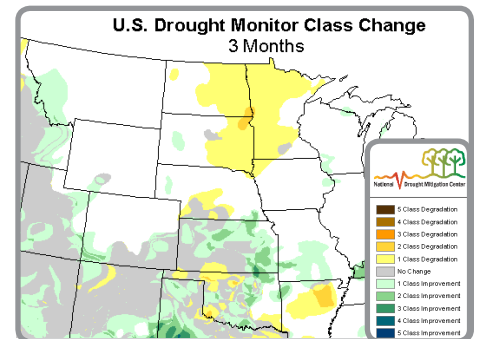 U.S. Drought Monitor Class Change
3 Months
National Drought Mitigation Center
5 Class Degradation
4 Class Degradation
3 Class Degradation
2 Class Degradation
1 Class Degradation
No Change
1 Class Improvement
2 Class Improvement
3 Class Improvement
4 Class Improvement
5 Class Improvement